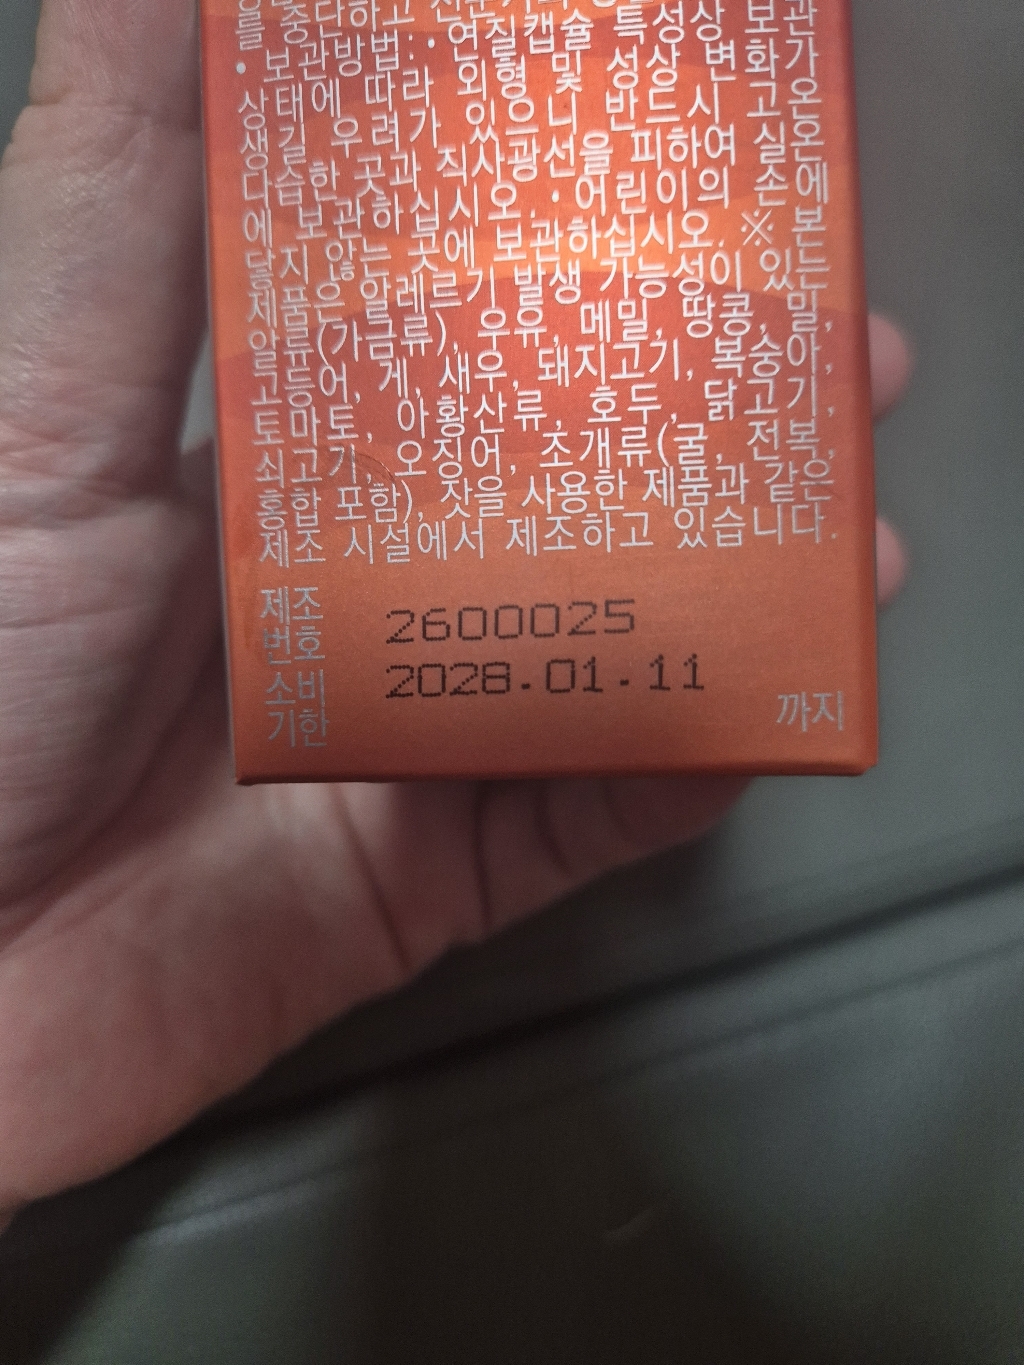 를 중단하고 전문가와
• 보관방법: · 연질캡슐 특성상 보관
상태에 따라 외형 및 성상 변화가
생길 우려가 있으니 반드시 고온
다습한 곳과 직사광선을 피하여 실온
에 보관하십시오. · 어린이의 손에
닿지 않는 곳에 보관하십시오. ※ 본
제품은 알레르기 발생 가능성이 있는
알류(가금류), 우유, 메밀, 땅콩, 밀,
고등어, 게, 새우, 돼지고기, 복숭아,
토마토, 아황산류, 호두, 닭고기,
쇠고기, 오징어, 조개류(굴, 전복,
홍합 포함), 잣을 사용한 제품과 같은
제조 시설에서 제조하고 있습니다.
제조
번호 2600025
소비
기한 2028.01.11 까지